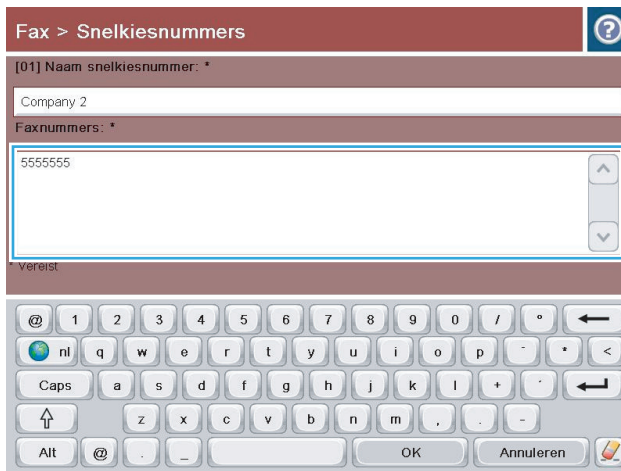 Fax > Snelkiesnummers
?
[01] Naam snelkiesnummer: *
Company 2
Faxnummers: *
5555555
* Vereist
@ 1 2 3 4 5 6 7 8 9 0 / °
nl q w e r t y u i o p ¨ * <
Caps a s d f g h j k l + ´
z x c v b n m , . -
Alt @ . _ OK Annuleren